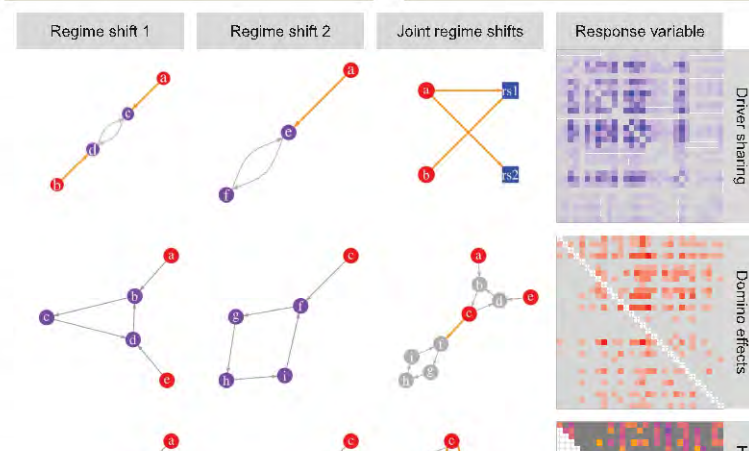 Regime shift 1
Regime shift 2
Joint regime shifts
Response variable
a
c
d
b
a
e
f
a
b
rs1
rs2
Driver sharing
a
b
c
d
e
c
f
g
h
i
a
b
d
e
c
f
i
g
h
Domino effects
a
c
c